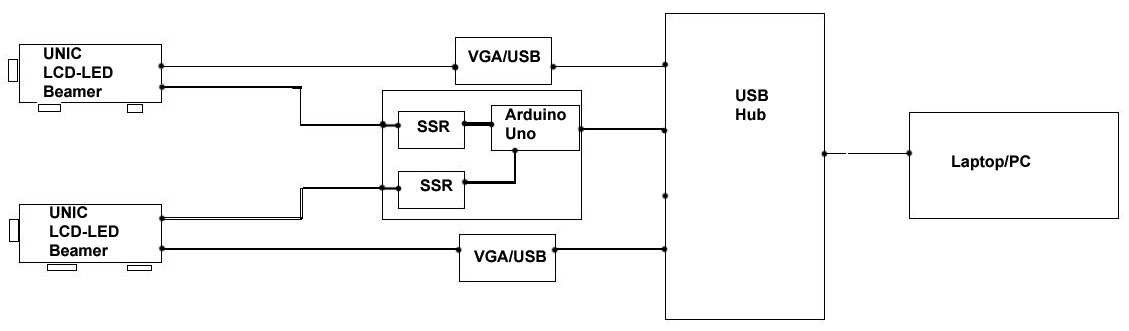 UNIC
LCD-LED
Beamer
VGA/USB
SSR
Arduino
Uno
SSR
UNIC
LCD-LED
Beamer
VGA/USB
USB
Hub
Laptop/PC